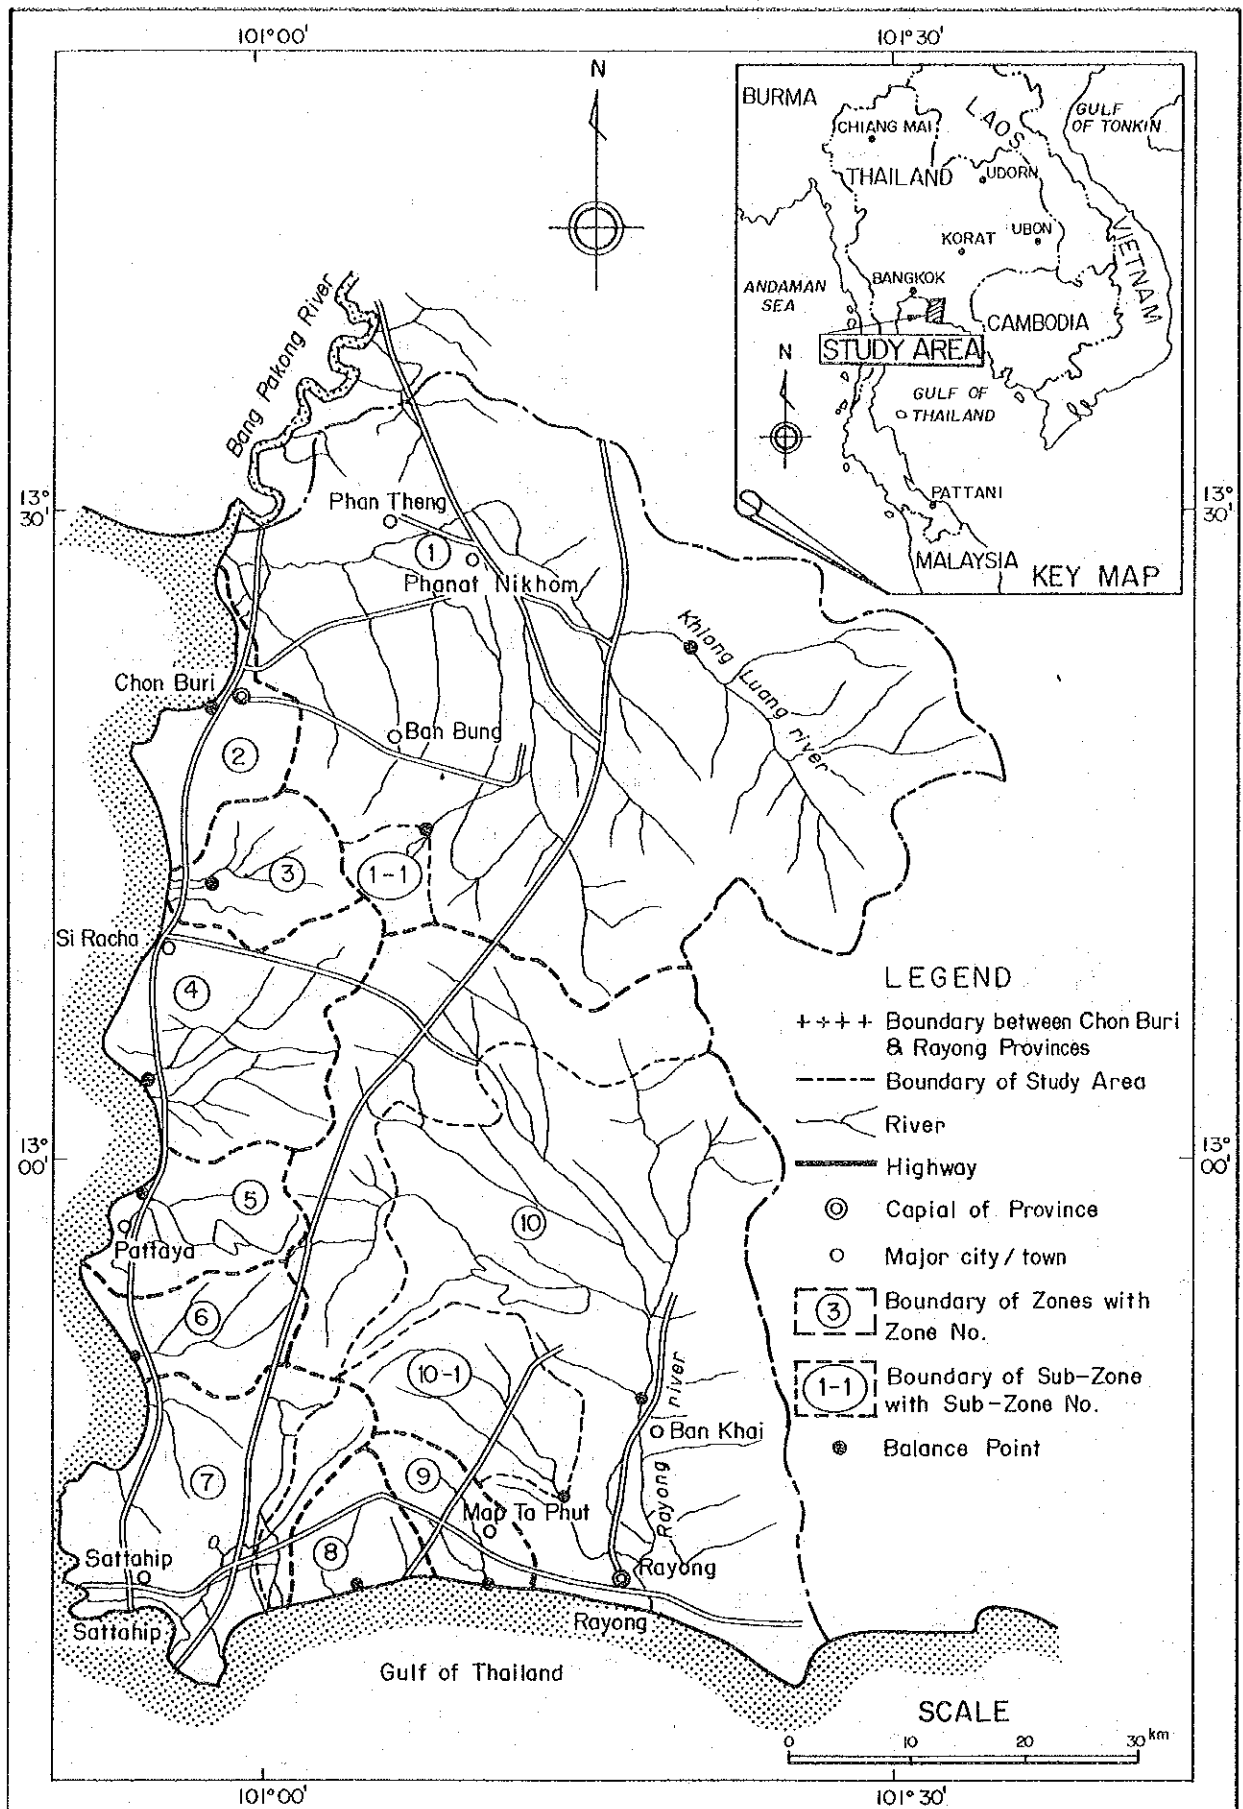 101°00'
101°30'
N
BURMA
CHIANG MAI
LAOS
GULF
OF TONKIN
THAILAND
UDORN
KORAT
UBON
VIETNAM
BANGKOK
ANDAMAN
SEA
CAMBODIA
STUDY AREA
N
GULF OF
THAILAND
PATTANI
MALAYSIA
KEY MAP
Bang Pakong River
13°
30'
13°
30'
Phan Theng
1
Phanat Nikhom
Khlong Luang river
Chon Buri
Ban Bung
2
3
1-1
Si Racha
4
LEGEND
Boundary between Chon Buri
& Rayong Provinces
Boundary of Study Area
River
Highway
Capial of Province
Major city / town
3
Boundary of Zones with
Zone No.
1-1
Boundary of Sub-Zone
with Sub-Zone No.
Balance Point
13°
00'
13°
00'
5
10
Pattaya
6
10-1
Rayong river
Ban Khai
7
9
Map Ta Phut
Sattahip
8
Rayong
Sattahip
Rayong
Gulf of Thailand
SCALE
0 10 20 30 km
101°00'
101°30'